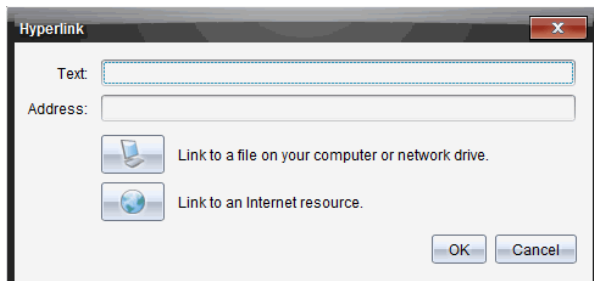 Hyperlink
Text:
Address:
Link to a file on your computer or network drive.
Link to an Internet resource.
OK Cancel